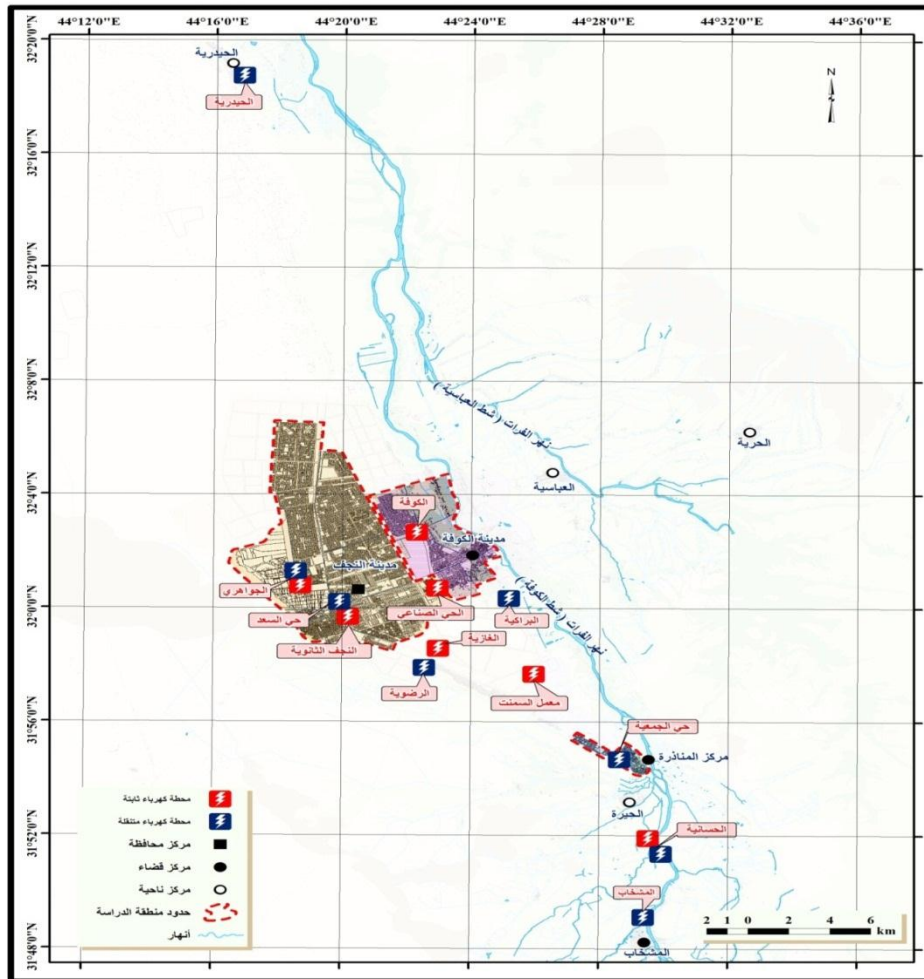 44°12'0"E 44°16'0"E 44°20'0"E 44°24'0"E 44°28'0"E 44°32'0"E 44°36'0"E
الحيدرية
الحيدرية
N
32°16'0"N
32°12'0"N
32°8'0"N
نهر الفرات ( شط العباسية )
الحرية
العباسية
32°4'0"N
الكوفة
مدينة الكوفة
مدينة النجف
الجواهري
حي السعد
الحي الصناعي
البراكية
نهر الفرات ( شط الكوفة )
32°0'0"N
النجف الثانوية
الغازية
الرضوية
معمل السمنت
31°56'0"N
حي الجمعية
مركز المناذرة
الحيرة
31°52'0"N
الحسانية
المشخاب
المشخاب
31°48'0"N
محطة كهرباء ثابتة
محطة كهرباء متنقلة
مركز محافظة
مركز قضاء
مركز ناحية
حدود منطقة الدراسة
أنهار
2 1 0 2 4 6
km